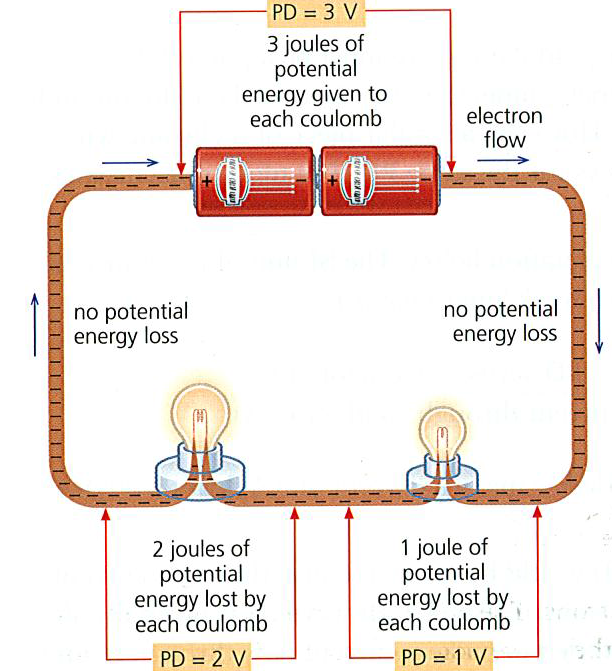 PD = 3 V
3 joules of
potential
energy given to
each coulomb
electron
flow
+
-
+
-
no potential
energy loss
no potential
energy loss
2 joules of
potential
energy lost by
each coulomb
PD = 2 V
1 joule of
potential
energy lost by
each coulomb
PD = 1 V